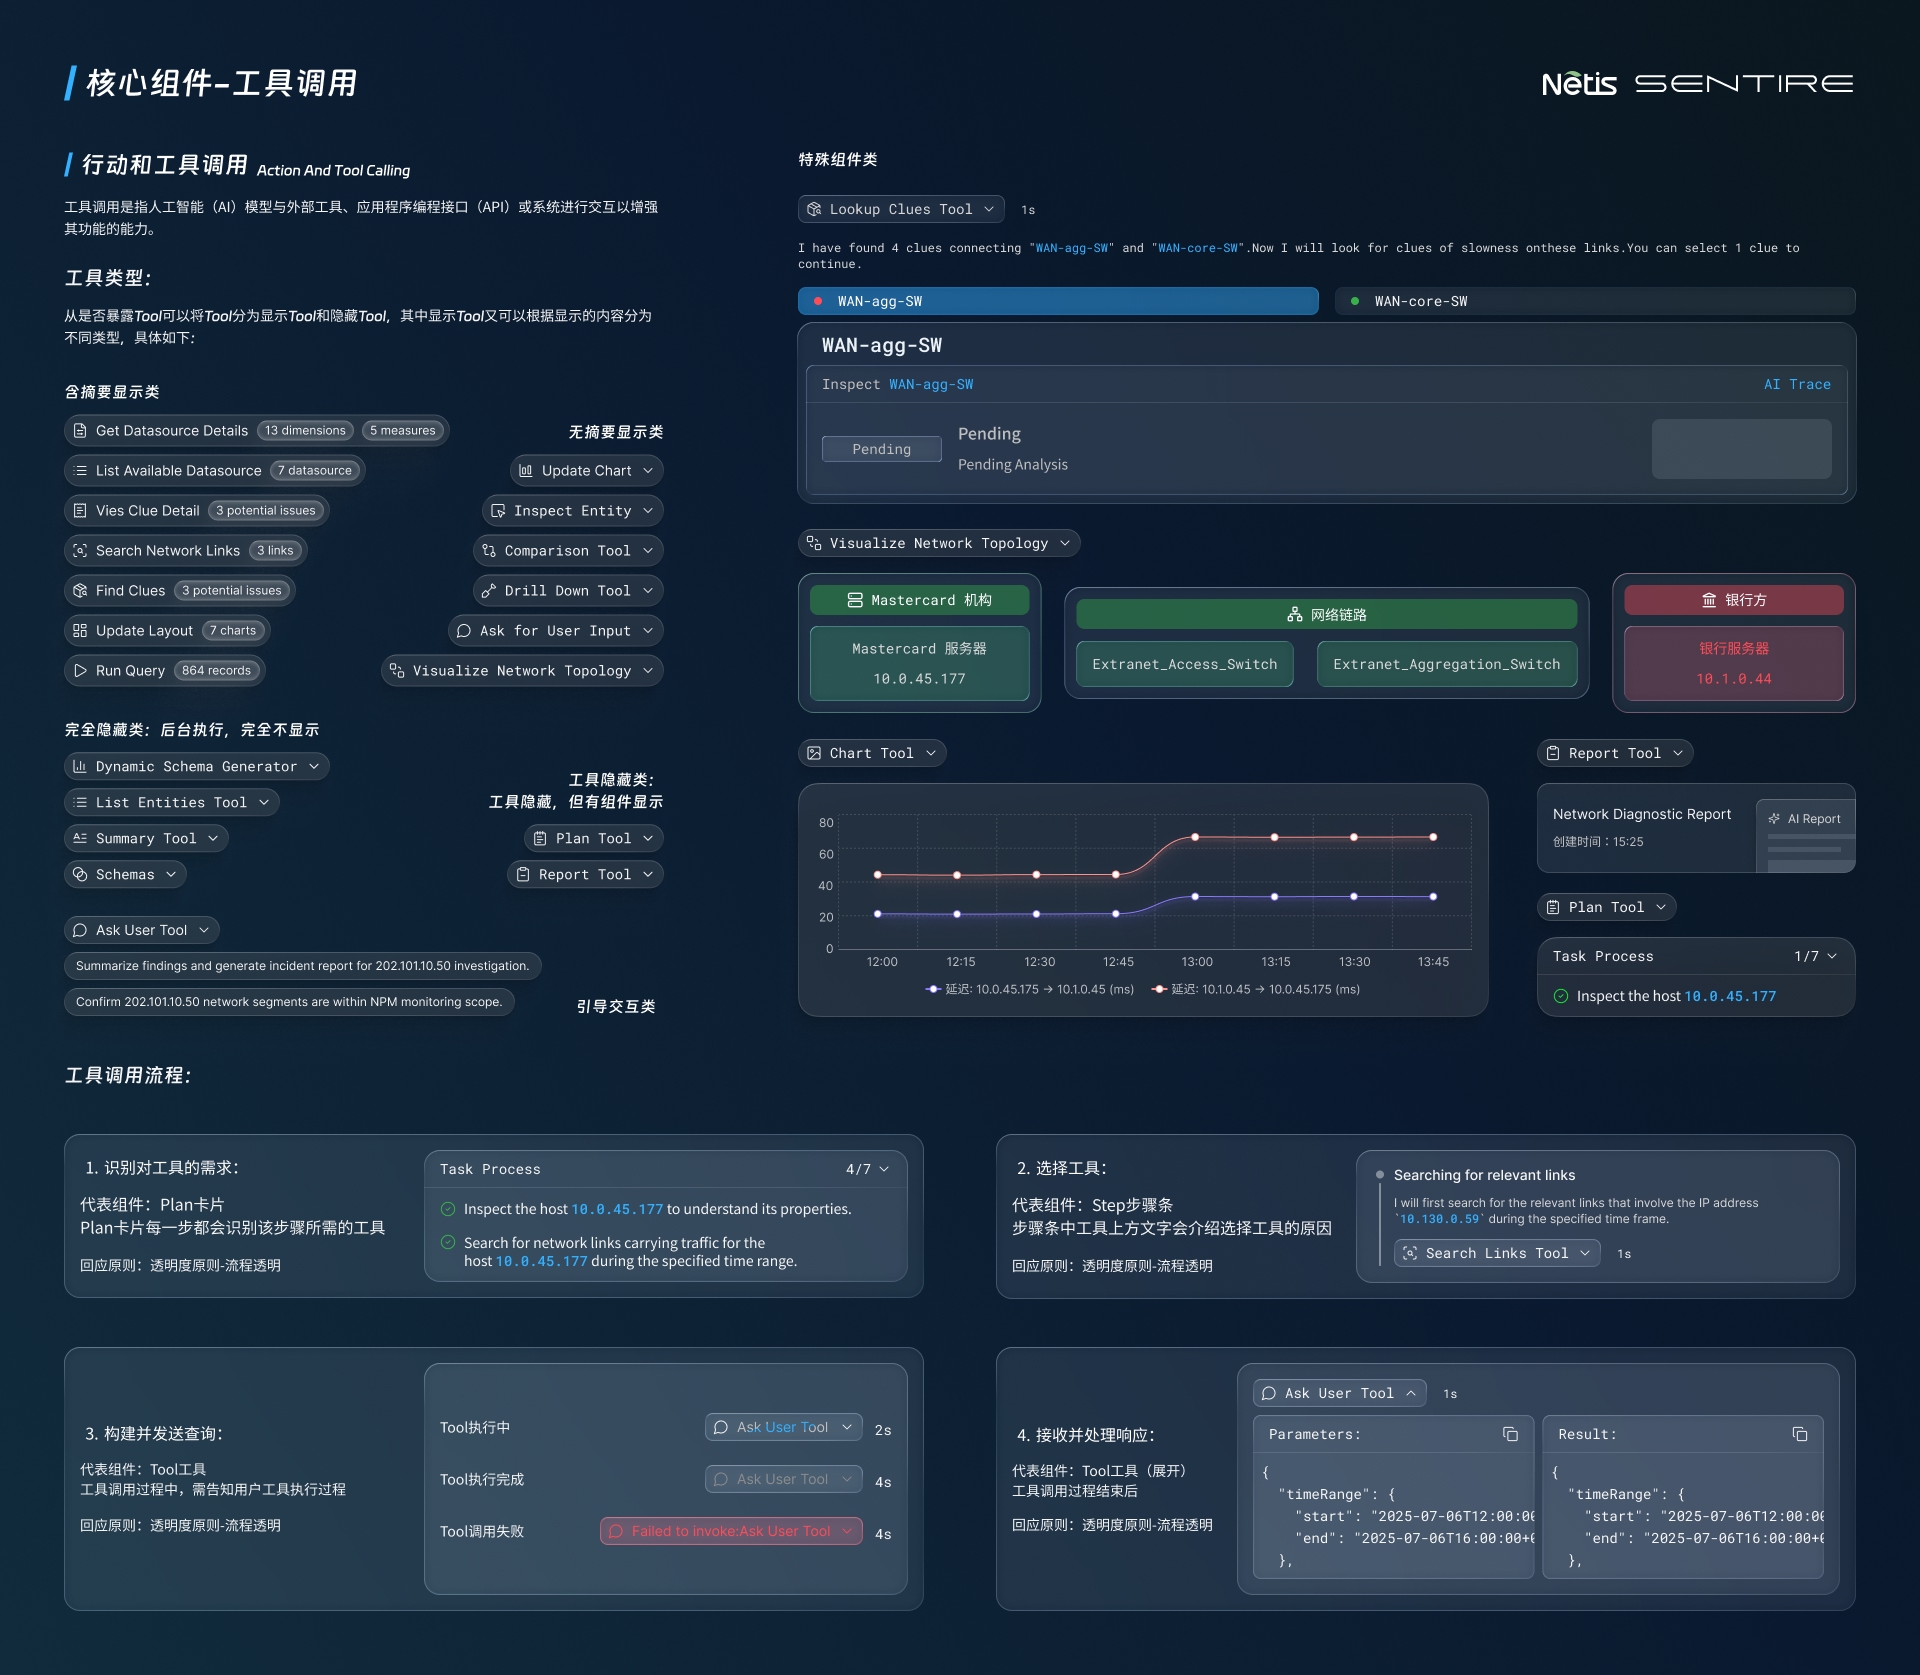 核心组件-工具调用
Netis SENTIRE
行动和工具调用 Action And Tool Calling
工具调用是指人工智能（AI）模型与外部工具、应用程序编程接口（API）或系统进行交互以增强
其功能的能力。
工具类型：
从是否暴露Tool可以将Tool分为显示Tool和隐藏Tool，其中显示Tool又可以根据显示的内容分为
不同类型，具体如下：
含摘要显示类
Get Datasource Details 13 dimensions 5 measures
List Available Datasource 7 datasource
Vies Clue Detail 3 potential issues
Search Network Links 3 links
Find Clues 3 potential issues
Update Layout 7 charts
Run Query 864 records
无摘要显示类
Update Chart
Inspect Entity
Comparison Tool
Drill Down Tool
Ask for User Input
Visualize Network Topology
完全隐藏类：后台执行，完全不显示
Dynamic Schema Generator
List Entities Tool
Summary Tool
Schemas
工具隐藏类：
工具隐藏，但有组件显示
Plan Tool
Report Tool
Ask User Tool
Summarize findings and generate incident report for 202.101.10.50 investigation.
Confirm 202.101.10.50 network segments are within NPM monitoring scope.
引导交互类
特殊组件类
Lookup Clues Tool 1s
I have found 4 clues connecting "WAN-agg-SW" and "WAN-core-SW".Now I will look for clues of slowness onthese links.You can select 1 clue to
continue.
WAN-agg-SW
WAN-core-SW
WAN-agg-SW
Inspect WAN-agg-SW AI Trace
Pending
Pending
Pending Analysis
Visualize Network Topology
Mastercard 机构
Mastercard 服务器
10.0.45.177
网络链路
Extranet_Access_Switch
Extranet_Aggregation_Switch
银行方
银行服务器
10.1.0.44
Chart Tool
80
60
40
20
0
12:00 12:15 12:30 12:45 13:00 13:15 13:30 13:45
延迟: 10.0.45.175 → 10.1.0.45 (ms) 延迟: 10.1.0.45 → 10.0.45.175 (ms)
Report Tool
Network Diagnostic Report
创建时间：15:25
AI Report
Plan Tool
Task Process 1/7
Inspect the host 10.0.45.177
工具调用流程：
1. 识别对工具的需求：
代表组件：Plan卡片
Plan卡片每一步都会识别该步骤所需的工具
回应原则：透明度原则-流程透明
Task Process 4/7
Inspect the host 10.0.45.177 to understand its properties.
Search for network links carrying traffic for the
host 10.0.45.177 during the specified time range.
2. 选择工具：
代表组件：Step步骤条
步骤条中工具上方文字会介绍选择工具的原因
回应原则：透明度原则-流程透明
Searching for relevant links
I will first search for the relevant links that involve the IP address
`10.130.0.59` during the specified time frame.
Search Links Tool 1s
3. 构建并发送查询：
代表组件：Tool工具
工具调用过程中，需告知用户工具执行过程
回应原则：透明度原则-流程透明
Tool执行中 Ask User Tool 2s
Tool执行完成 Ask User Tool 4s
Tool调用失败 Failed to invoke:Ask User Tool 4s
4. 接收并处理响应：
代表组件：Tool工具（展开）
工具调用过程结束后
回应原则：透明度原则-流程透明
Ask User Tool 1s
Parameters:
{
"timeRange": {
"start": "2025-07-06T12:00:00
"end": "2025-07-06T16:00:00+0
},
Result:
{
"timeRange": {
"start": "2025-07-06T12:00:00
"end": "2025-07-06T16:00:00+0
},